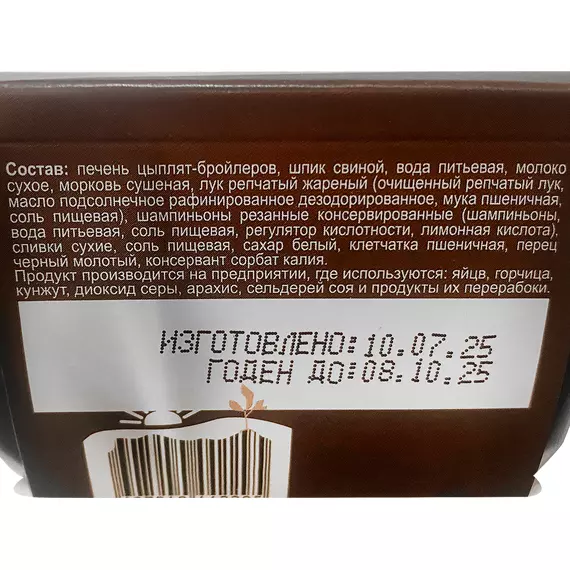 Состав: печень цыплят-бройлеров, шпик свиной, вода питьевая, молоко
сухое, морковь сушеная, лук репчатый жареный (очищенный репчатый лук,
масло подсолнечное рафинированное дезодорированное, мука пшеничная,
соль пищевая), шампиньоны резанные консервированные (шампиньоны,
вода питьевая, соль пищевая, регулятор кислотности, лимонная кислота),
сливки сухие, соль пищевая, сахар белый, клетчатка пшеничная, перец
черный молотый, консервант сорбат калия.
Продукт производится на предприятии, где используются: яйцв, горчица,
кунжут, диоксид серы, арахис, сельдерей соя и продукты их переработки.
ИЗГОТОВЛЕНО:10.07.25
ГОДЕН ДО:08.10.25